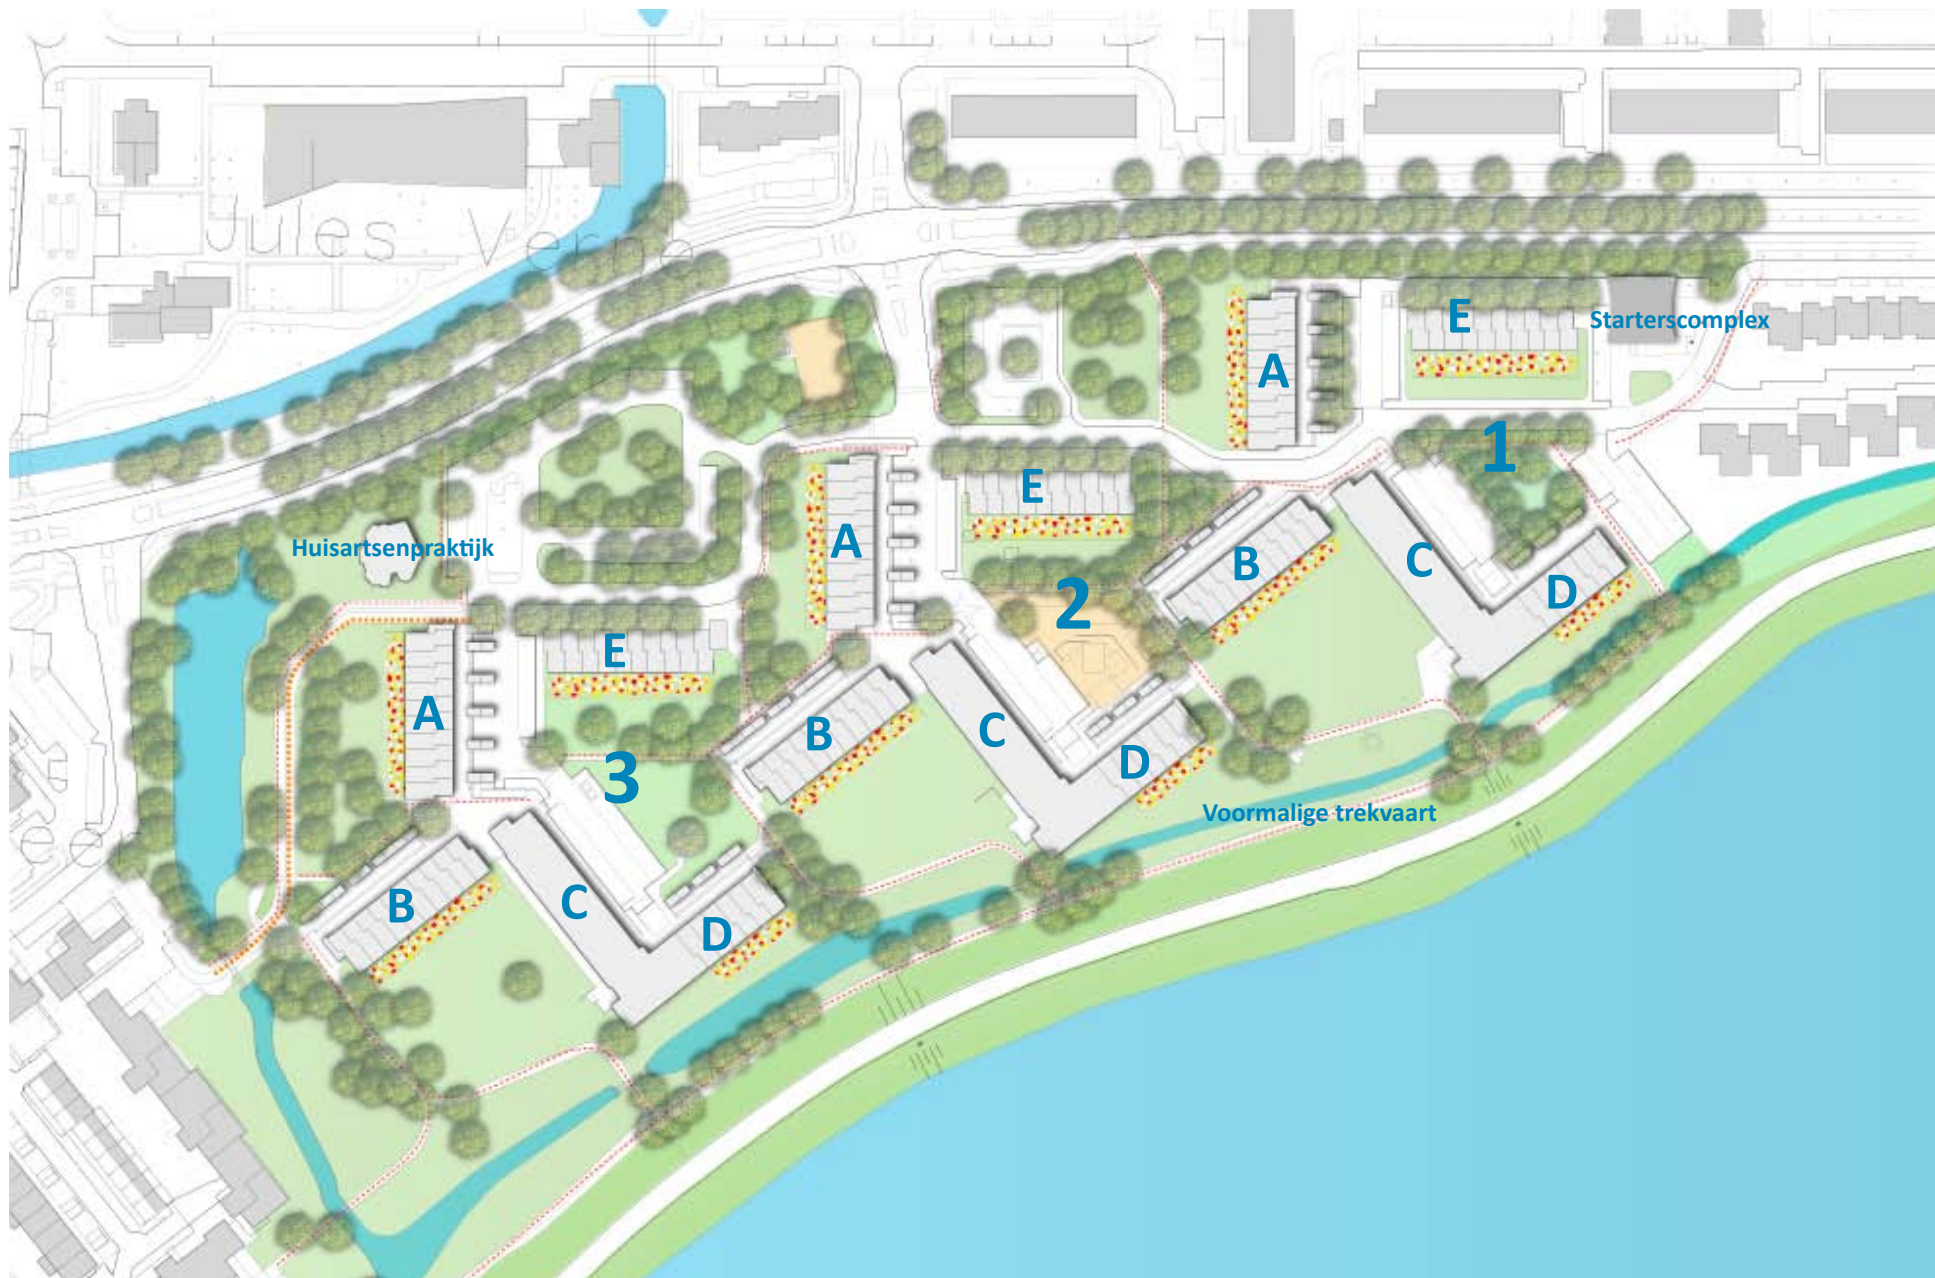 Jules Verne
E
Starterscomplex
A
1
E
A
Huisartsenpraktijk
B
C
D
2
E
A
B
C
D
3
Voormalige trekvaart
B
C
D